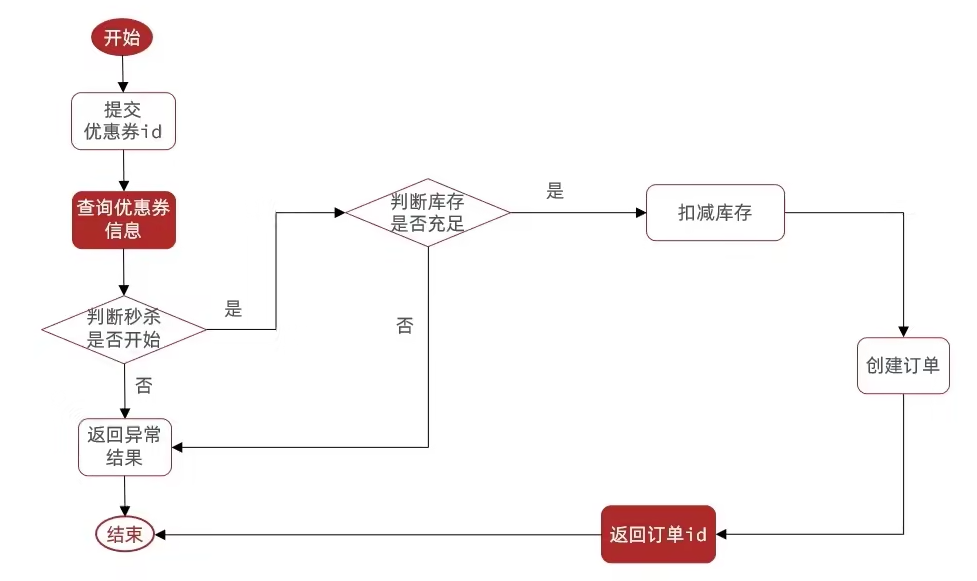 开始
提交
优惠券id
查询优惠券
信息
判断秒杀
是否开始
是
否
返回异常
结果
结束
判断库存
是否充足
是
否
扣减库存
创建订单
返回订单id